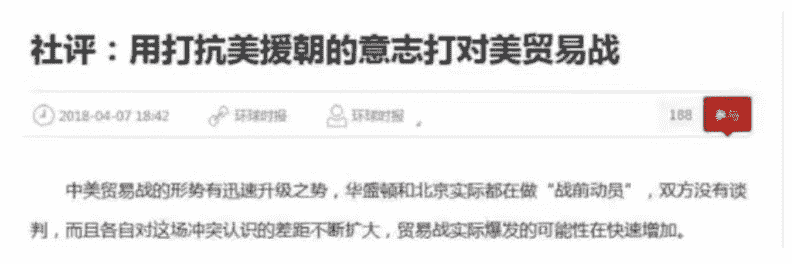 社评：用打抗美援朝的意志打对美贸易战
2018-04-07 18:42 环球时报 环球时报 188 参与
中美贸易战的形势有迅速升级之势，华盛顿和北京实际都在做“战前动员”，双方没有谈
判，而且各自对这场冲突认识的差距不断扩大，贸易战实际爆发的可能性在快速增加。